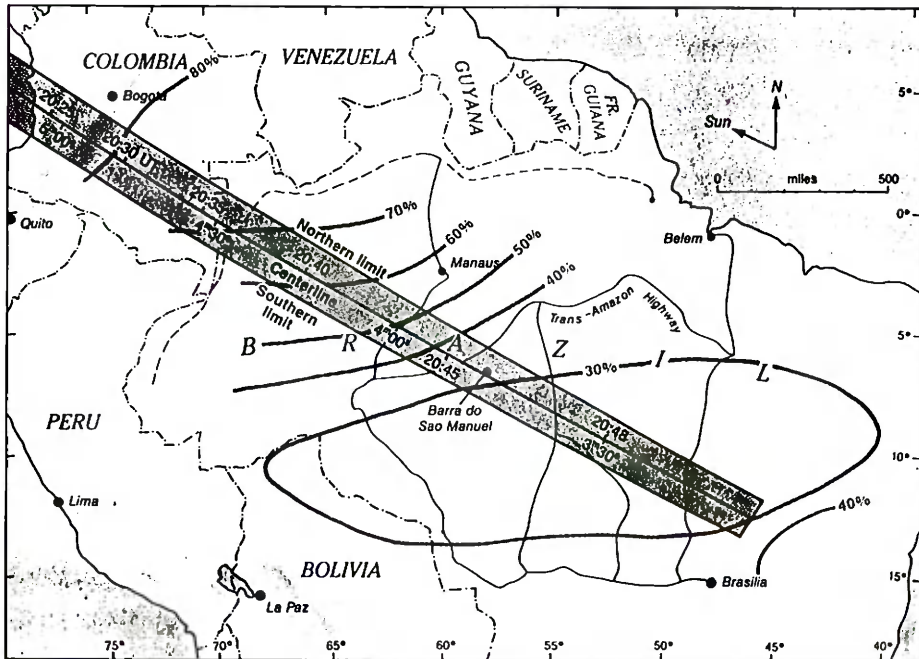 COLOMBIA
VENEZUELA
80%
Bogota
GUYANA
SURINAME
FR. GUIANA
5°
N
Sun
20:30 UT
20:35
0 miles 500
Quito
70%
Northern limit
60%
0°
Belem
20:40
Manaus
50%
Centerline
40%
Southern limit
Trans-Amazon Highway
5°
B R A Z I L
20:45
30%
Barra do
Sao Manuel
PERU
20:48
10°
Lima
40%
BOLIVIA
Brasilia
15°
La Paz
75° 70° 65° 60° 55° 50° 45° 40°